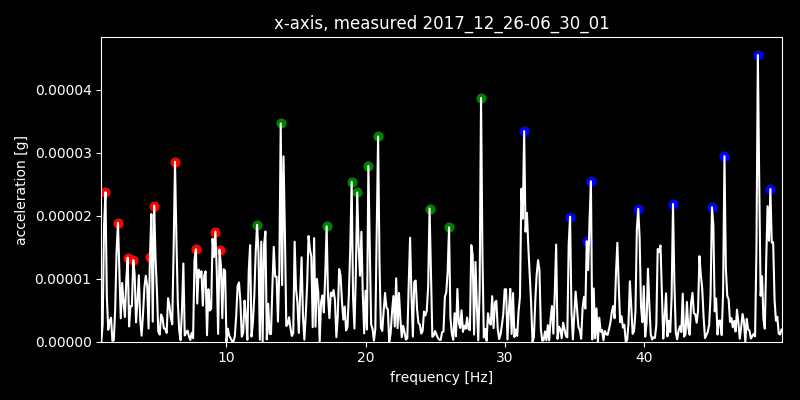 x-axis, measured 2017_12_26-06_30_01
acceleration [g]
0.00004
0.00003
0.00002
0.00001
0.00000
10 20 30 40
frequency [Hz]